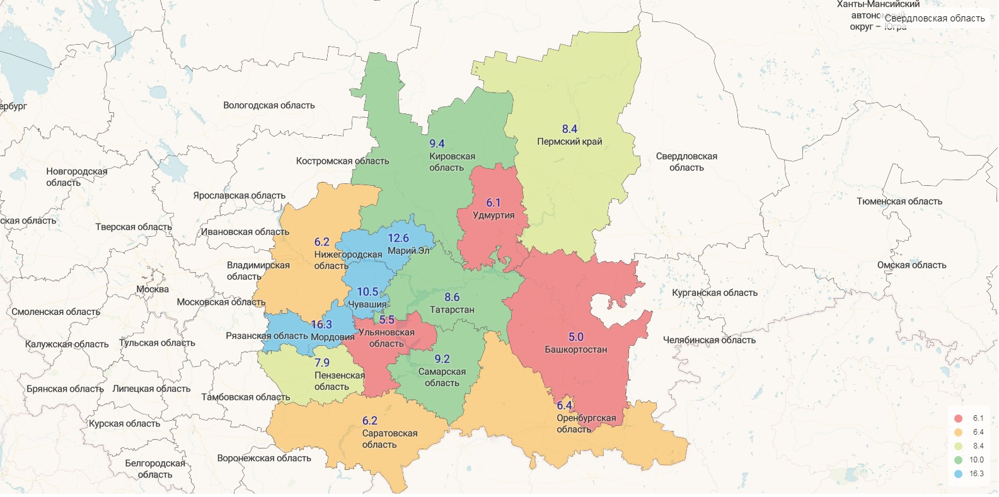 Ханты-Мансийский
автономный
округ – Югра
Свердловская область
ербург
Вологодская область
8.4
Пермский край
9.4
Кировская
область
Костромская область
Свердловская
область
Новгородская
область
Ярославская область
6.1
Удмуртия
Тюменская область
ская область
Тверская область
Ивановская область
6.2
Нижегородская
область
12.6
Марий Эл
Владимирская
область
Омская область
Москва
Московская область
10.5
Чувашия
8.6
Татарстан
Курганская область
Смоленская область
16.3
Мордовия
Рязанская область
5.5
Ульяновская
область
5.0
Башкортостан
Челябинская область
Калужская область
Тульская область
7.9
Пензенская
область
9.2
Самарская
область
Брянская область
Липецкая область
Тамбовская область
6.4
Оренбургская
область
6.2
Саратовская
область
Курская область
Воронежская область
Белгородская
область
6.1
6.4
8.4
10.0
16.3